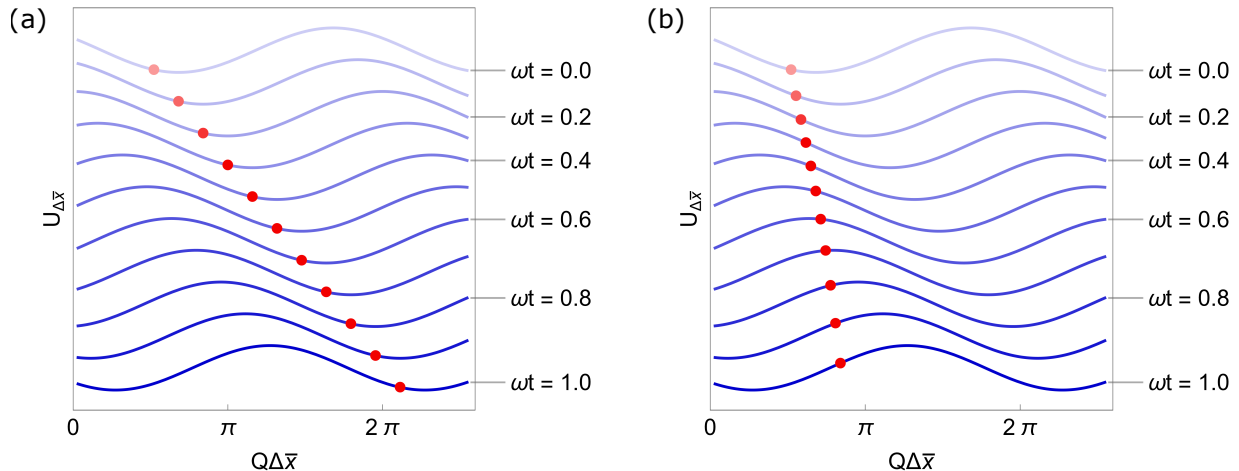 (a)
U_Δx̅
ωt = 0.0
ωt = 0.2
ωt = 0.4
ωt = 0.6
ωt = 0.8
ωt = 1.0
0 π 2 π
QΔx̅
(b)
U_Δx̅
ωt = 0.0
ωt = 0.2
ωt = 0.4
ωt = 0.6
ωt = 0.8
ωt = 1.0
0 π 2 π
QΔx̅